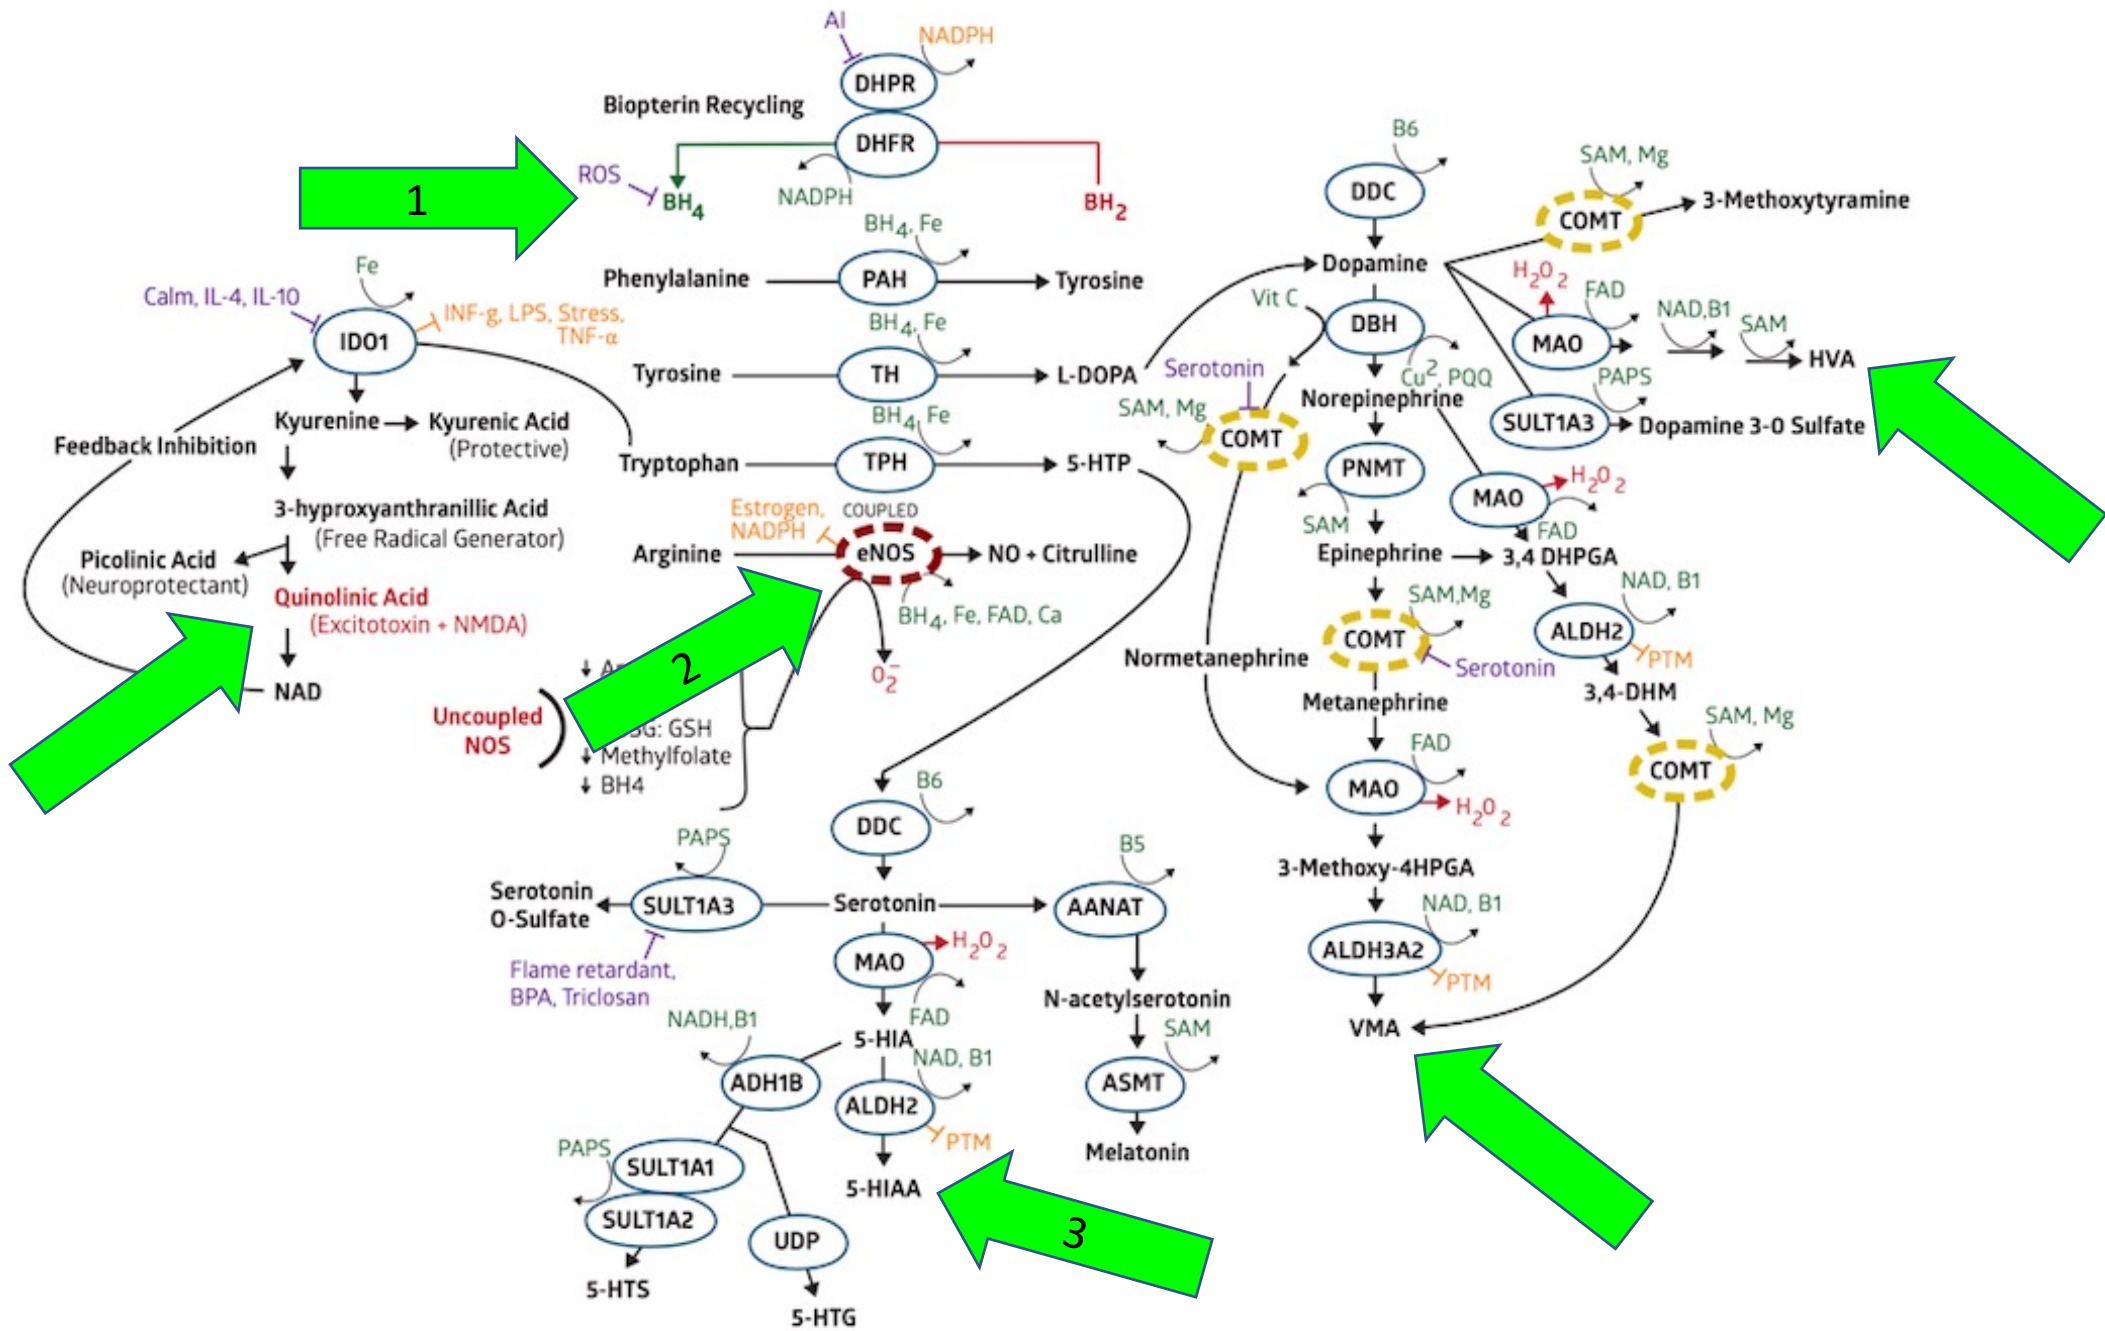 AI
NADPH
DHPR
Biopterin Recycling
DHFR
ROS
NADPH
BH4
BH2
1
BH4, Fe
Phenylalanine
PAH
Tyrosine
BH4, Fe
Tyrosine
TH
L-DOPA
BH4, Fe
Tryptophan
TPH
5-HTP
Estrogen,
NADPH
COUPLED
Arginine
eNOS
NO + Citrulline
BH4, Fe, FAD, Ca
O2-
2
Uncoupled
NOS
↓
GSH
↓ Methylfolate
↓ BH4
Fe
Calm, IL-4, IL-10
INF-g, LPS, Stress,
TNF-α
IDO1
Kyurenine
Kyurenic Acid
(Protective)
Feedback Inhibition
3-hyproxyanthranillic Acid
(Free Radical Generator)
Picolinic Acid
(Neuroprotectant)
Quinolinic Acid
(Excitotoxin + NMDA)
NAD
B6
DDC
SAM, Mg
COMT
3-Methoxytyramine
Dopamine
H2O2
FAD
MAO
NAD,B1
SAM
HVA
Vit C
DBH
Cu2, PQQ
PAPS
SULT1A3
Dopamine 3-O Sulfate
Serotonin
SAM, Mg
COMT
Norepinephrine
PNMT
SAM
MAO
H2O2
FAD
Epinephrine
3,4 DHPGA
SAM,Mg
COMT
Serotonin
NAD, B1
ALDH2
PTM
3,4-DHM
Normetanephrine
Metanephrine
SAM, Mg
COMT
FAD
MAO
H2O2
3-Methoxy-4HPGA
NAD, B1
ALDH3A2
PTM
VMA
B6
DDC
PAPS
Serotonin
O-Sulfate
SULT1A3
Serotonin
B5
AANAT
Flame retardant,
BPA, Triclosan
MAO
H2O2
FAD
N-acetylserotonin
SAM
ASMT
Melatonin
NADH,B1
5-HIA
ADH1B
NAD, B1
ALDH2
PTM
5-HIAA
3
PAPS
SULT1A1
SULT1A2
UDP
5-HTS
5-HTG